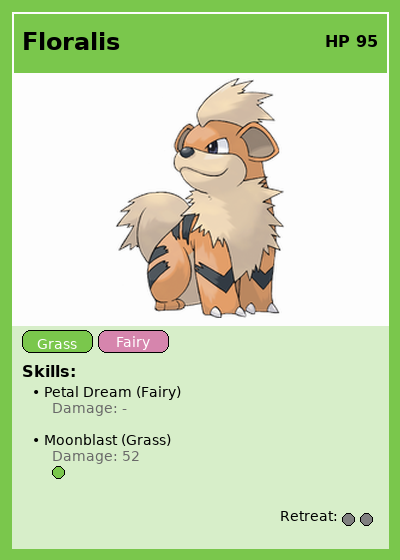 Floralis HP 95
Grass Fairy
Skills:
• Petal Dream (Fairy)
Damage: -
• Moonblast (Grass)
Damage: 52
Retreat: